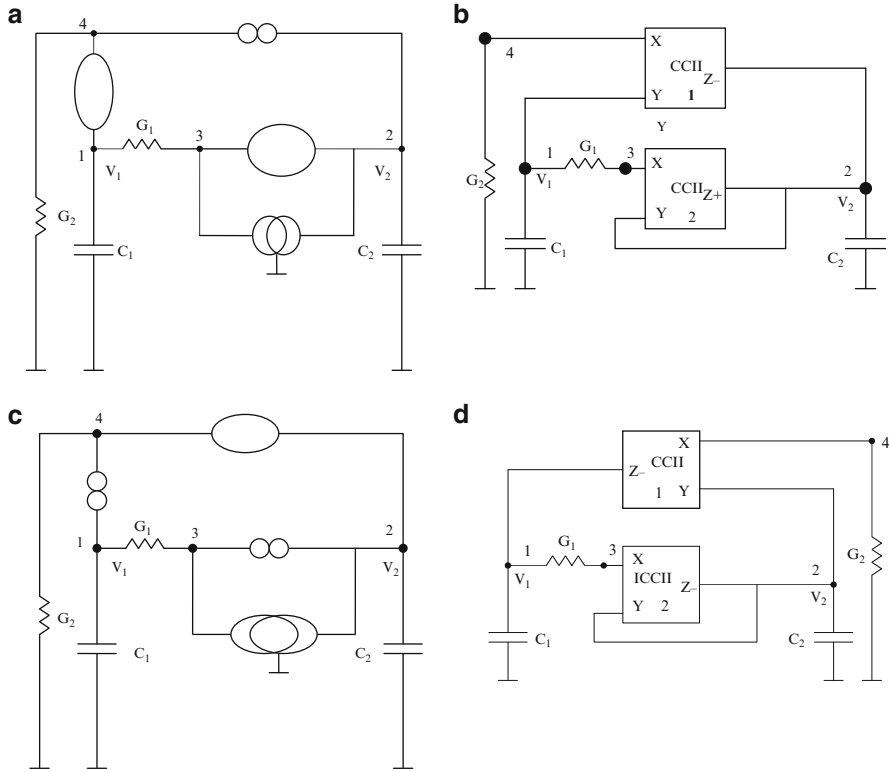 a
4
G₁
3
2
1
V₁
V₂
G₂
C₁
C₂
b
X
4
CCII
Z–
Y
1
Y
1
G₁
3
X
2
G₂
V₁
CCII
Z+
V₂
Y
2
C₁
C₂
c
4
G₁
3
2
1
V₁
V₂
G₂
C₁
C₂
d
X
4
Z–
CCII
1
Y
1
G₁
3
X
2
G₂
V₁
ICCII
Z–
V₂
Y
2
C₁
C₂